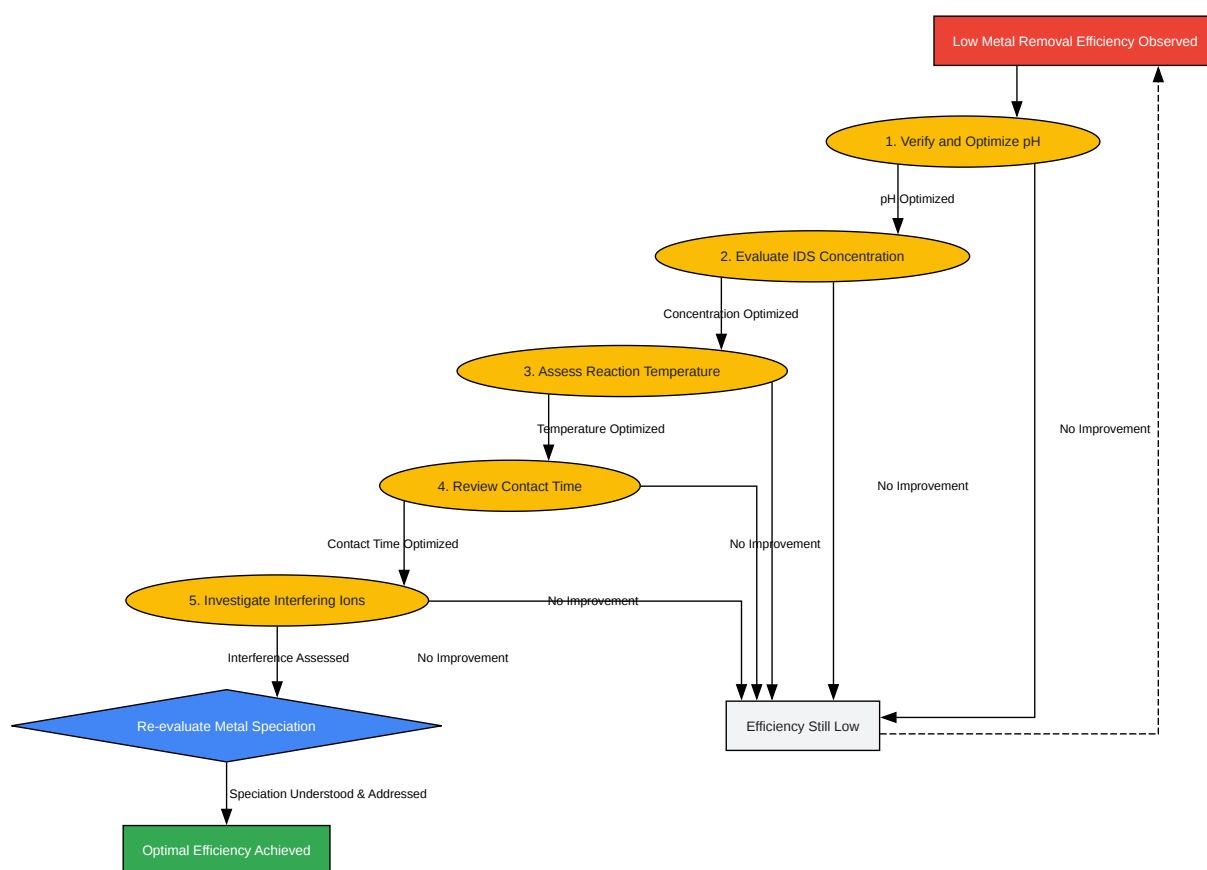 Low Metal Removal Efficiency Observed
1. Verify and Optimize pH
pH Optimized
2. Evaluate IDS Concentration
Concentration Optimized
3. Assess Reaction Temperature
Temperature Optimized
No Improvement
4. Review Contact Time
No Improvement
Contact Time Optimized
No Improvement
5. Investigate Interfering Ions
No Improvement
Interference Assessed
No Improvement
Re-evaluate Metal Speciation
Efficiency Still Low
Speciation Understood & Addressed
Optimal Efficiency Achieved